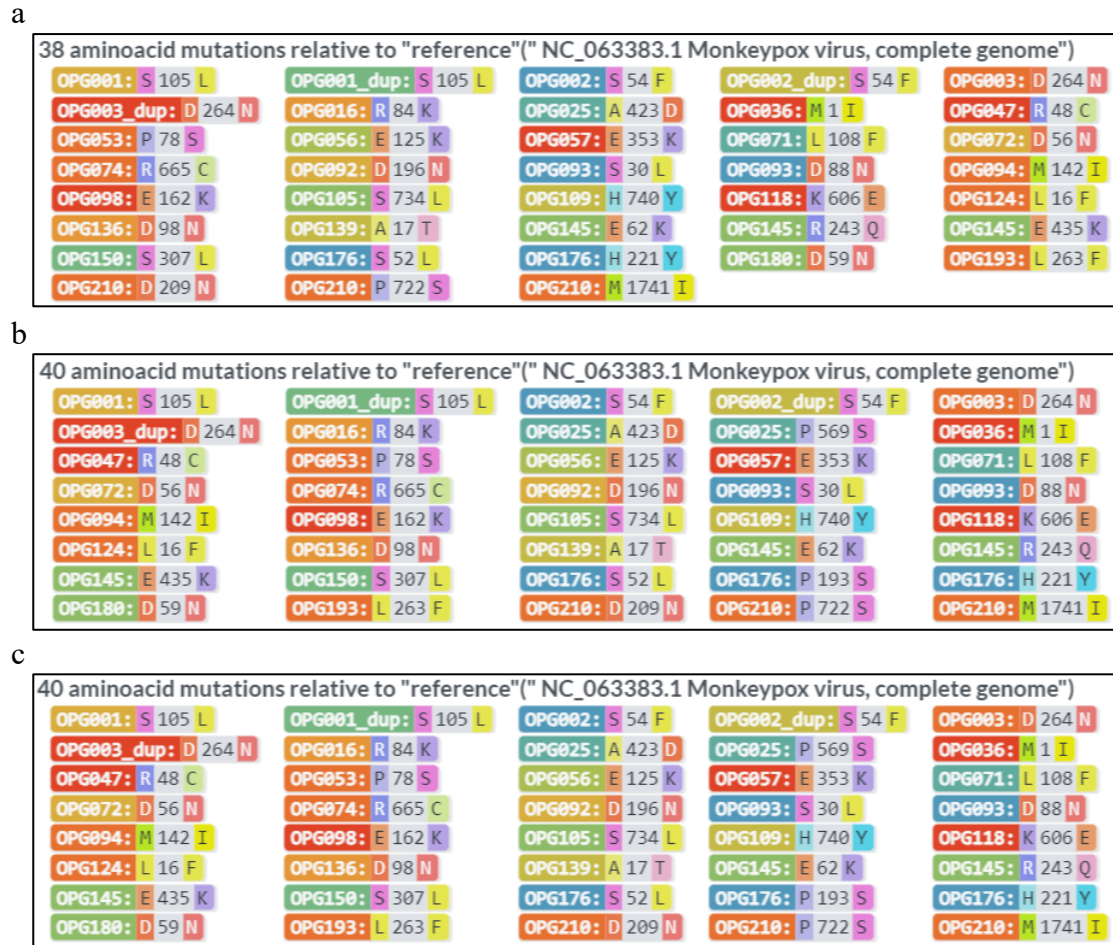 a
38 aminoacid mutations relative to "reference"(" NC_063383.1 Monkeypox virus, complete genome")
OPG001: S 105 L OPG001_dup: S 105 L OPG002: S 54 F OPG002_dup: S 54 F OPG003: D 264 N
OPG003_dup: D 264 N OPG016: R 84 K OPG025: A 423 D OPG036: M 1 I OPG047: R 48 C
OPG053: P 78 S OPG056: E 125 K OPG057: E 353 K OPG071: L 108 F OPG072: D 56 N
OPG074: R 665 C OPG092: D 196 N OPG093: S 30 L OPG093: D 88 N OPG094: M 142 I
OPG098: E 162 K OPG105: S 734 L OPG109: H 740 Y OPG118: K 606 E OPG124: L 16 F
OPG136: D 98 N OPG139: A 17 T OPG145: E 62 K OPG145: R 243 Q OPG145: E 435 K
OPG150: S 307 L OPG176: S 52 L OPG176: H 221 Y OPG180: D 59 N OPG193: L 263 F
OPG210: D 209 N OPG210: P 722 S OPG210: M 1741 I
b
40 aminoacid mutations relative to "reference"(" NC_063383.1 Monkeypox virus, complete genome")
OPG001: S 105 L OPG001_dup: S 105 L OPG002: S 54 F OPG002_dup: S 54 F OPG003: D 264 N
OPG003_dup: D 264 N OPG016: R 84 K OPG025: A 423 D OPG025: P 569 S OPG036: M 1 I
OPG047: R 48 C OPG053: P 78 S OPG056: E 125 K OPG057: E 353 K OPG071: L 108 F
OPG072: D 56 N OPG074: R 665 C OPG092: D 196 N OPG093: S 30 L OPG093: D 88 N
OPG094: M 142 I OPG098: E 162 K OPG105: S 734 L OPG109: H 740 Y OPG118: K 606 E
OPG124: L 16 F OPG136: D 98 N OPG139: A 17 T OPG145: E 62 K OPG145: R 243 Q
OPG145: E 435 K OPG150: S 307 L OPG176: S 52 L OPG176: P 193 S OPG176: H 221 Y
OPG180: D 59 N OPG193: L 263 F OPG210: D 209 N OPG210: P 722 S OPG210: M 1741 I
c
40 aminoacid mutations relative to "reference"(" NC_063383.1 Monkeypox virus, complete genome")
OPG001: S 105 L OPG001_dup: S 105 L OPG002: S 54 F OPG002_dup: S 54 F OPG003: D 264 N
OPG003_dup: D 264 N OPG016: R 84 K OPG025: A 423 D OPG025: P 569 S OPG036: M 1 I
OPG047: R 48 C OPG053: P 78 S OPG056: E 125 K OPG057: E 353 K OPG071: L 108 F
OPG072: D 56 N OPG074: R 665 C OPG092: D 196 N OPG093: S 30 L OPG093: D 88 N
OPG094: M 142 I OPG098: E 162 K OPG105: S 734 L OPG109: H 740 Y OPG118: K 606 E
OPG124: L 16 F OPG136: D 98 N OPG139: A 17 T OPG145: E 62 K OPG145: R 243 Q
OPG145: E 435 K OPG150: S 307 L OPG176: S 52 L OPG176: P 193 S OPG176: H 221 Y
OPG180: D 59 N OPG193: L 263 F OPG210: D 209 N OPG210: P 722 S OPG210: M 1741 I